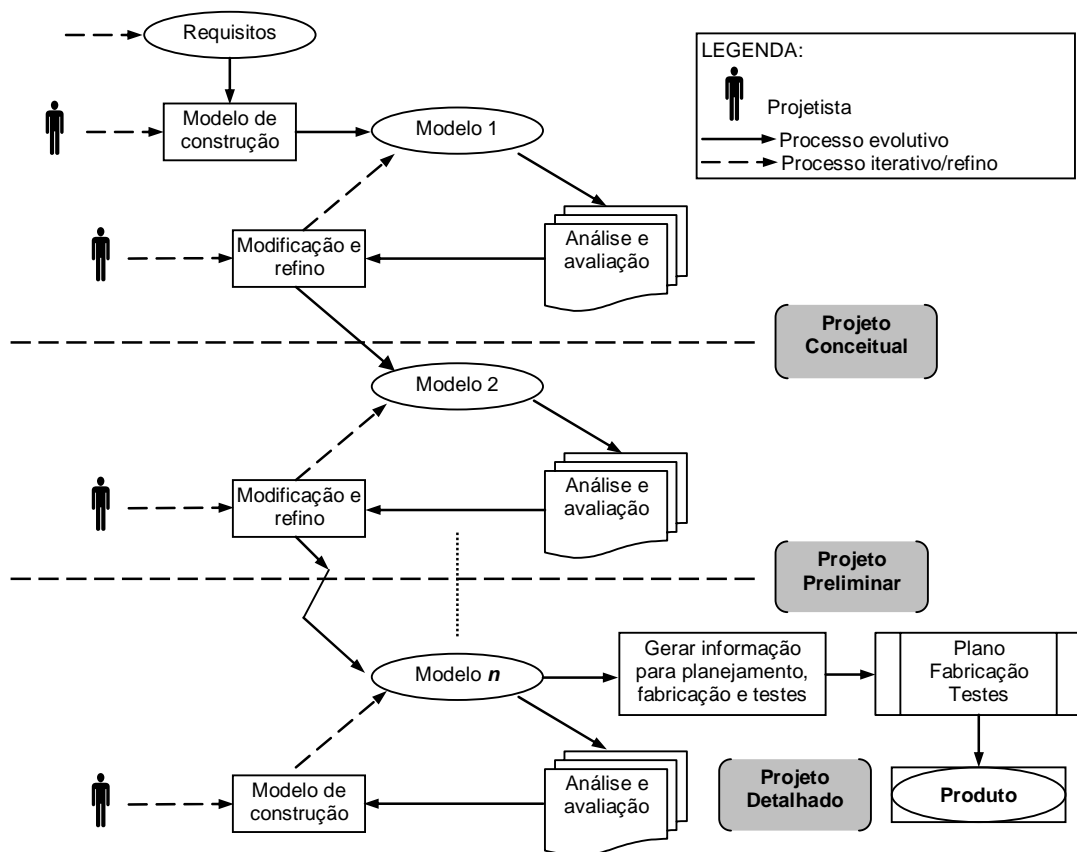 Requisitos
LEGENDA:
Projetista
Processo evolutivo
Processo iterativo/refino
Modelo de
construção
Modelo 1
Modificação e
refino
Análise e
avaliação
Projeto
Conceitual
Modelo 2
Modificação e
refino
Análise e
avaliação
Projeto
Preliminar
Modelo n
Gerar informação
para planejamento,
fabricação e testes
Plano
Fabricação
Testes
Modelo de
construção
Análise e
avaliação
Projeto
Detalhado
Produto